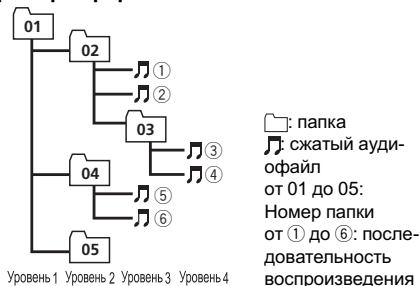 01
02
①
②
03
③
④
04
⑤
⑥
05
Уровень 1 Уровень 2 Уровень 3 Уровень 4
: папка
: сжатый ауди-
офайл
от 01 до 05:
Номер папки
от ① до ⑥: после-
довательность
воспроизведения